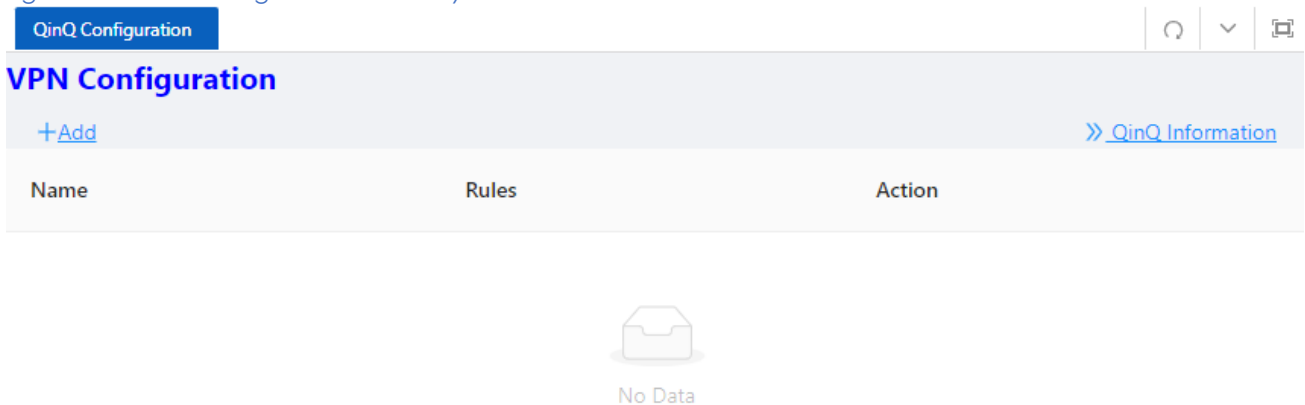 QinQ Configuration
VPN Configuration
+Add
» QinQ Information
Name Rules Action
No Data